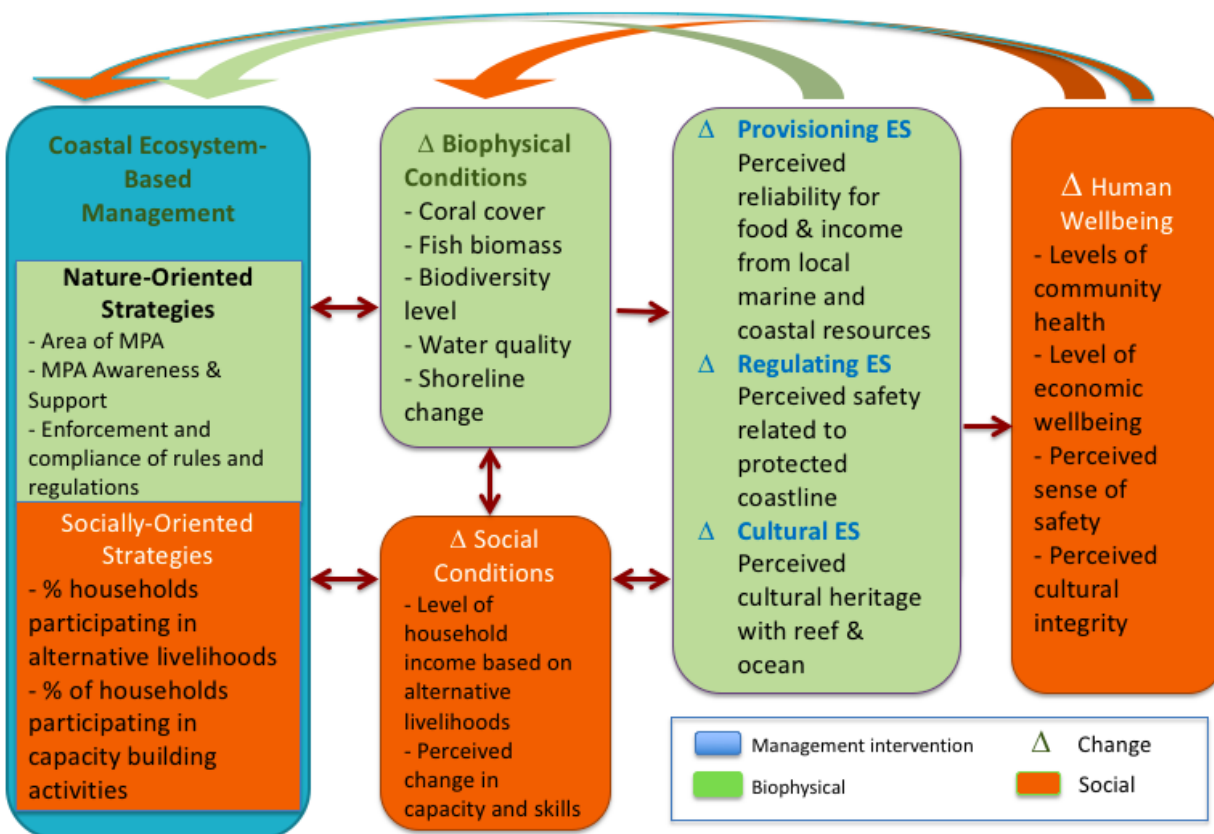 Coastal Ecosystem-
Based
Management
Nature-Oriented
Strategies
- Area of MPA
- MPA Awareness &
Support
- Enforcement and
compliance of rules and
regulations
Socially-Oriented
Strategies
- % households
participating in
alternative livelihoods
- % of households
participating in
capacity building
activities
Δ Biophysical
Conditions
- Coral cover
- Fish biomass
- Biodiversity
level
- Water quality
- Shoreline
change
Δ Social
Conditions
- Level of
household
income based on
alternative
livelihoods
- Perceived
change in
capacity and skills
Δ Provisioning ES
Perceived
reliability for
food & income
from local
marine and
coastal resources
Δ Regulating ES
Perceived safety
related to
protected
coastline
Δ Cultural ES
Perceived
cultural heritage
with reef &
ocean
Δ Human
Wellbeing
- Levels of
community
health
- Level of
economic
wellbeing
- Perceived
sense of
safety
- Perceived
cultural
integrity
Management intervention
Δ Change
Biophysical
Social